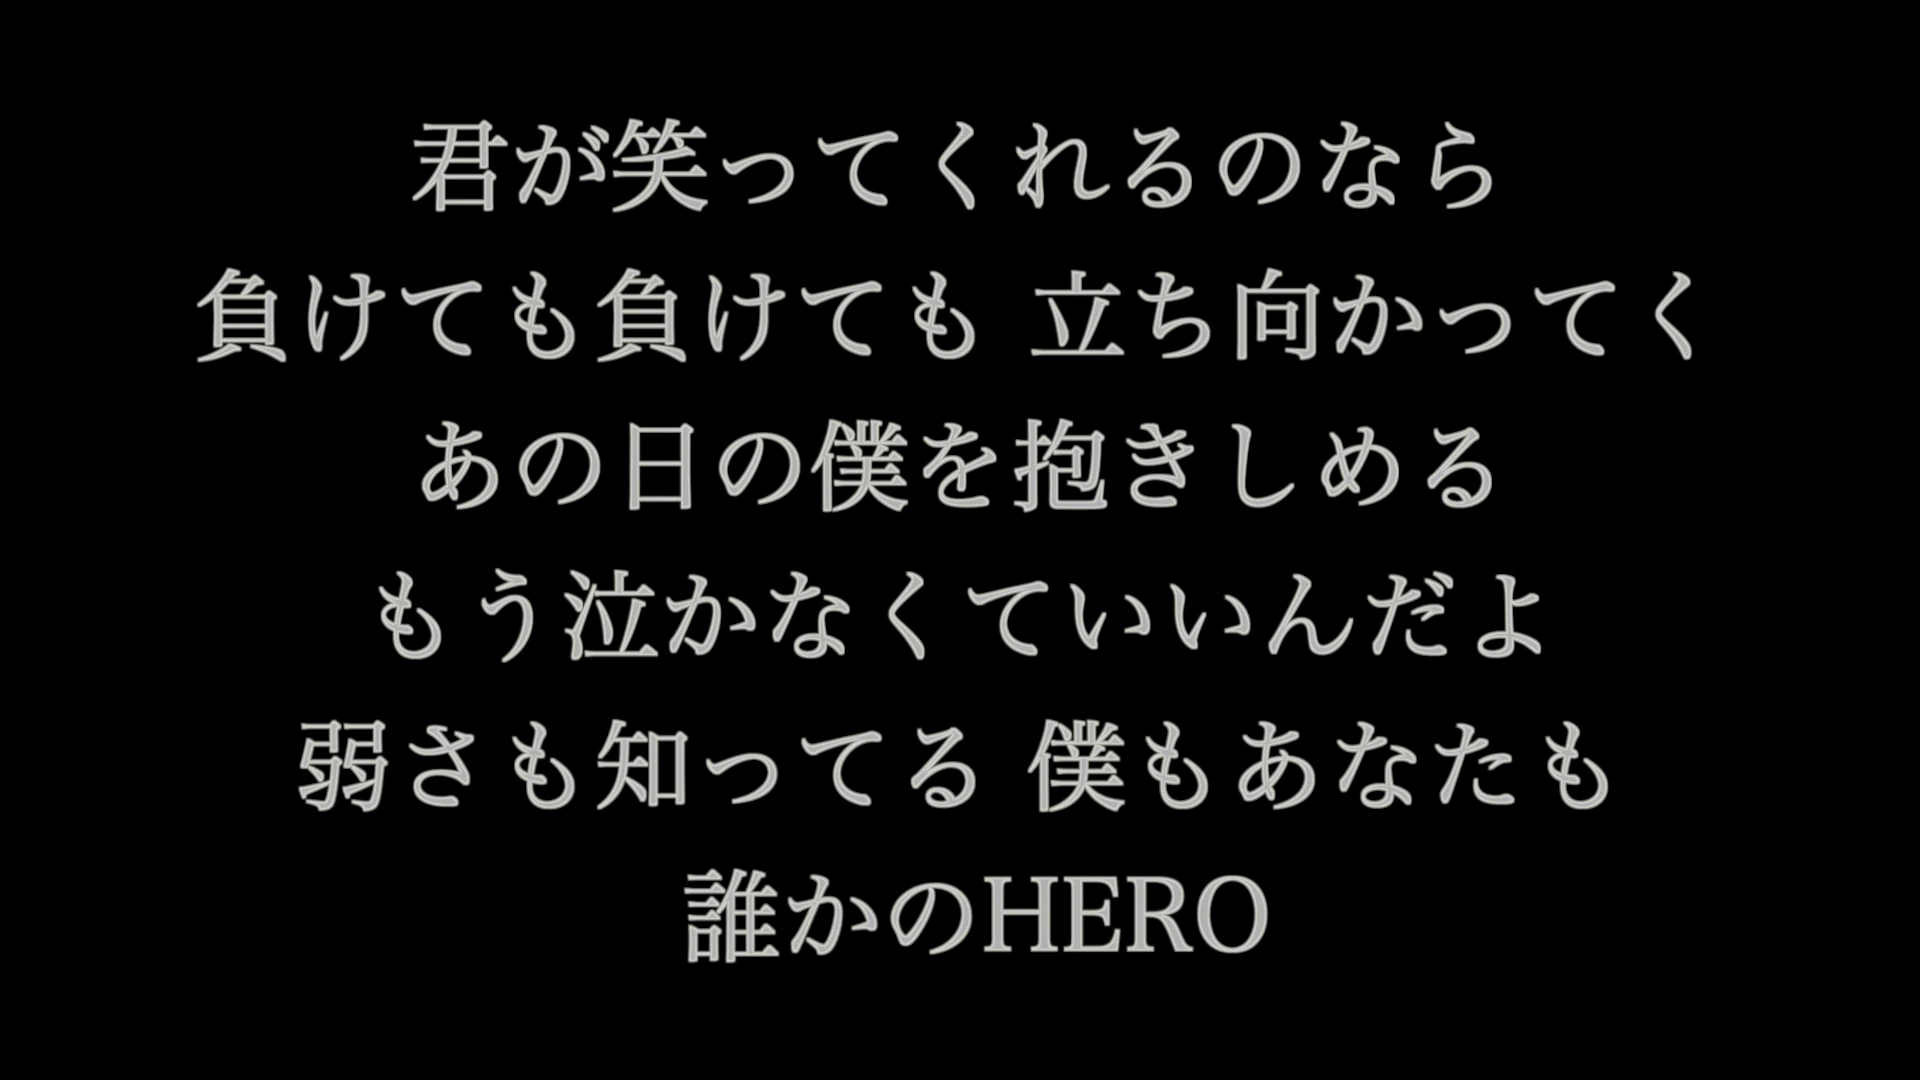 君が笑ってくれるのなら
負けても負けても 立ち向かってく
あの日の僕を抱きしめる
もう泣かなくていいんだよ
弱さも知ってる 僕もあなたも
誰かのHERO